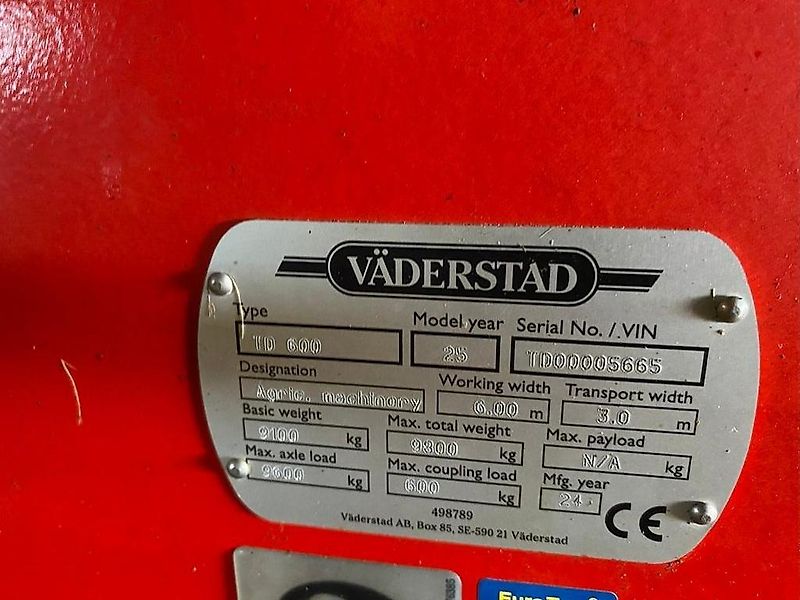 VÄDERSTAD
Type Model year Serial No. / VIN
TD 600 25 TD00005665
Designation Working width Transport width
Agric. machinery 6.00 m 3.0 m
Basic weight Max. total weight Max. payload
9100 kg 9800 kg N/A kg
Max. axle load Max. coupling load Mfg. year
9600 kg 600 kg 24
CE
498789
Väderstad AB, Box 85, SE-590 21 Väderstad